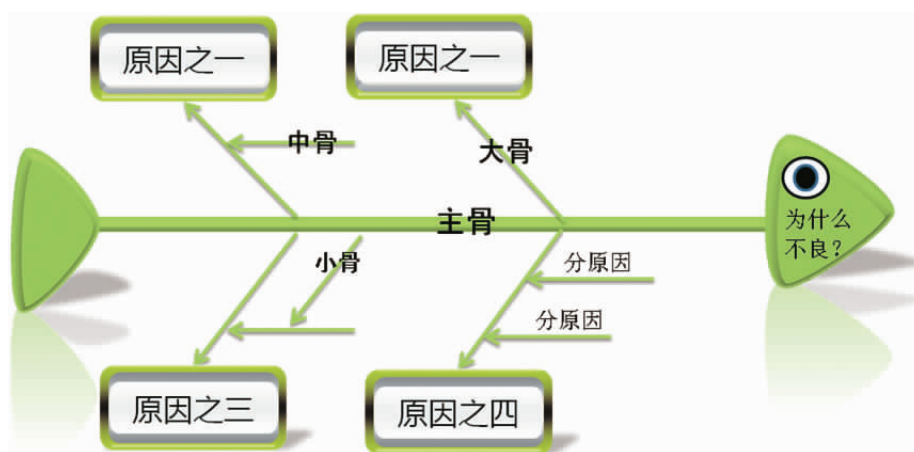 原因之一
原因之一
中骨
大骨
主骨
为什么
不良?
小骨
分原因
分原因
原因之三
原因之四